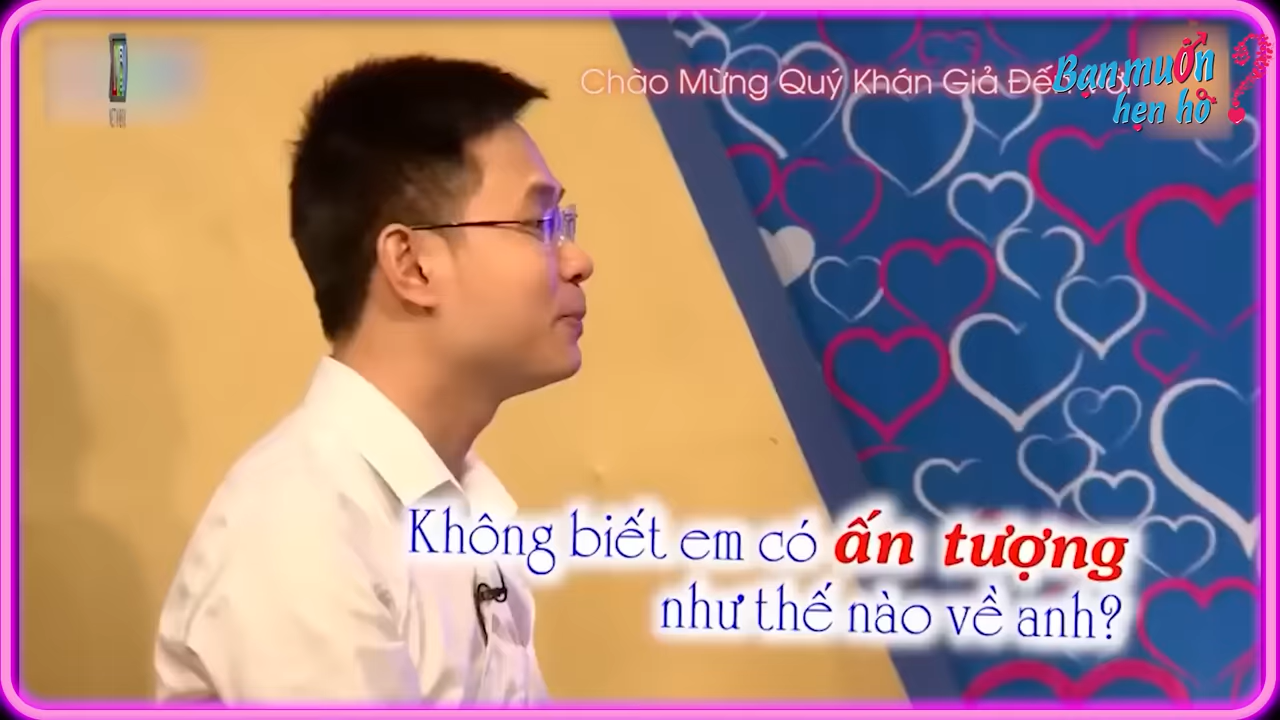 Chào Mừng Quý Khán Giả
Bạn muốn
hẹn hò
?
Không biết em có ấn tượng
như thế nào về anh?